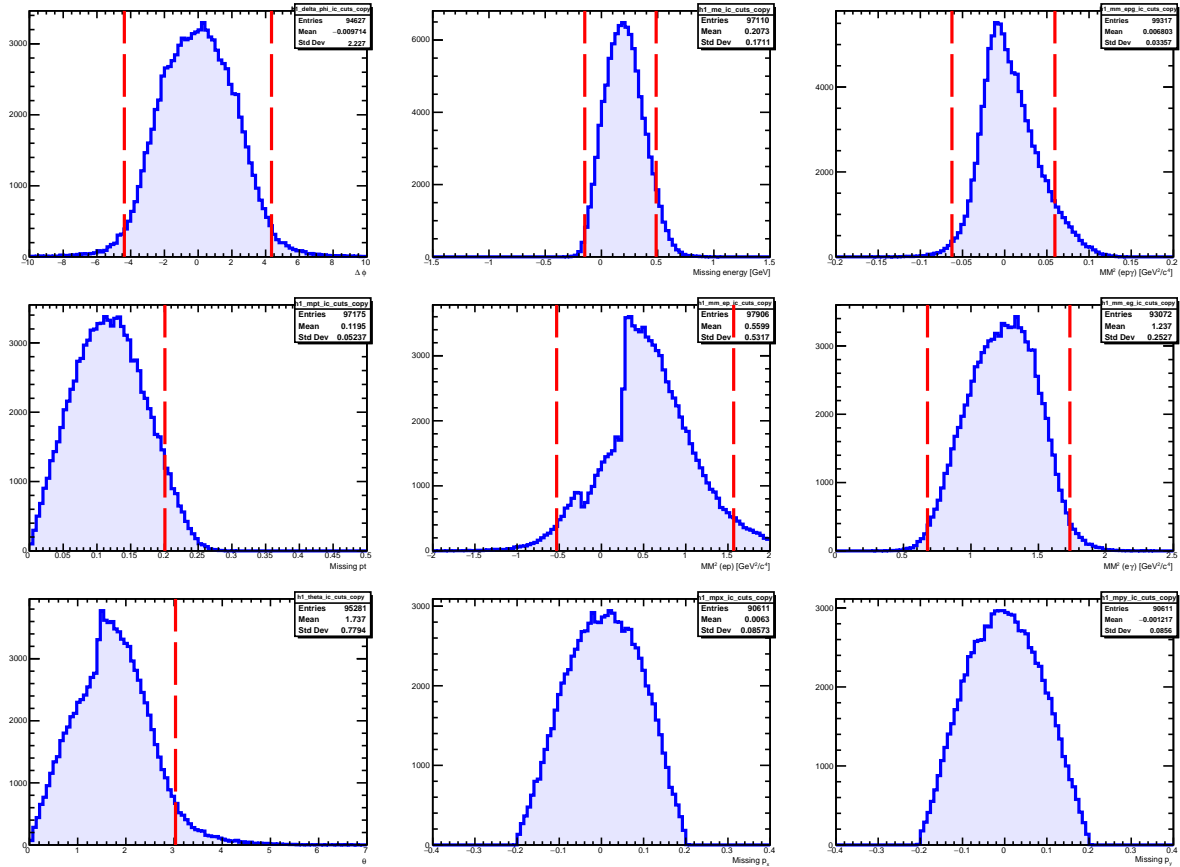 h1_delta_phi_ic_cuts_copy
Entries 94627
Mean −0.009714
Std Dev 2.227
0 1000 2000 3000
−10 −8 −6 −4 −2 0 2 4 6 8 10
Δ ϕ
h1_me_ic_cuts_copy
Entries 97110
Mean 0.2073
Std Dev 0.1711
0 2000 4000 6000
−1.5 −1 −0.5 0 0.5 1 1.5
Missing energy [GeV]
h1_mm_epg_ic_cuts_copy
Entries 99317
Mean 0.006803
Std Dev 0.03357
0 2000 4000
−0.2 −0.15 −0.1 −0.05 0 0.05 0.1 0.15 0.2
MM² (epγ) [GeV²/c⁴]
h1_mpt_ic_cuts_copy
Entries 97175
Mean 0.1195
Std Dev 0.05237
0 1000 2000 3000
0 0.05 0.1 0.15 0.2 0.25 0.3 0.35 0.4 0.45 0.5
Missing pt
h1_mm_ep_ic_cuts_copy
Entries 97906
Mean 0.5599
Std Dev 0.5317
0 1000 2000 3000
−2 −1.5 −1 −0.5 0 0.5 1 1.5 2
MM² (ep) [GeV²/c⁴]
h1_mm_eg_ic_cuts_copy
Entries 93072
Mean 1.237
Std Dev 0.2527
0 1000 2000 3000
0 0.5 1 1.5 2 2.5
MM² (eγ) [GeV²/c⁴]
h1_theta_ic_cuts_copy
Entries 95281
Mean 1.737
Std Dev 0.7794
0 1000 2000 3000
0 1 2 3 4 5 6 7
θ
h1_mpx_ic_cuts_copy
Entries 90611
Mean 0.0063
Std Dev 0.08573
0 1000 2000 3000
−0.4 −0.3 −0.2 −0.1 0 0.1 0.2 0.3 0.4
Missing pₓ
h1_mpy_ic_cuts_copy
Entries 90611
Mean −0.001217
Std Dev 0.0856
0 1000 2000 3000
−0.4 −0.3 −0.2 −0.1 0 0.1 0.2 0.3 0.4
Missing p_y